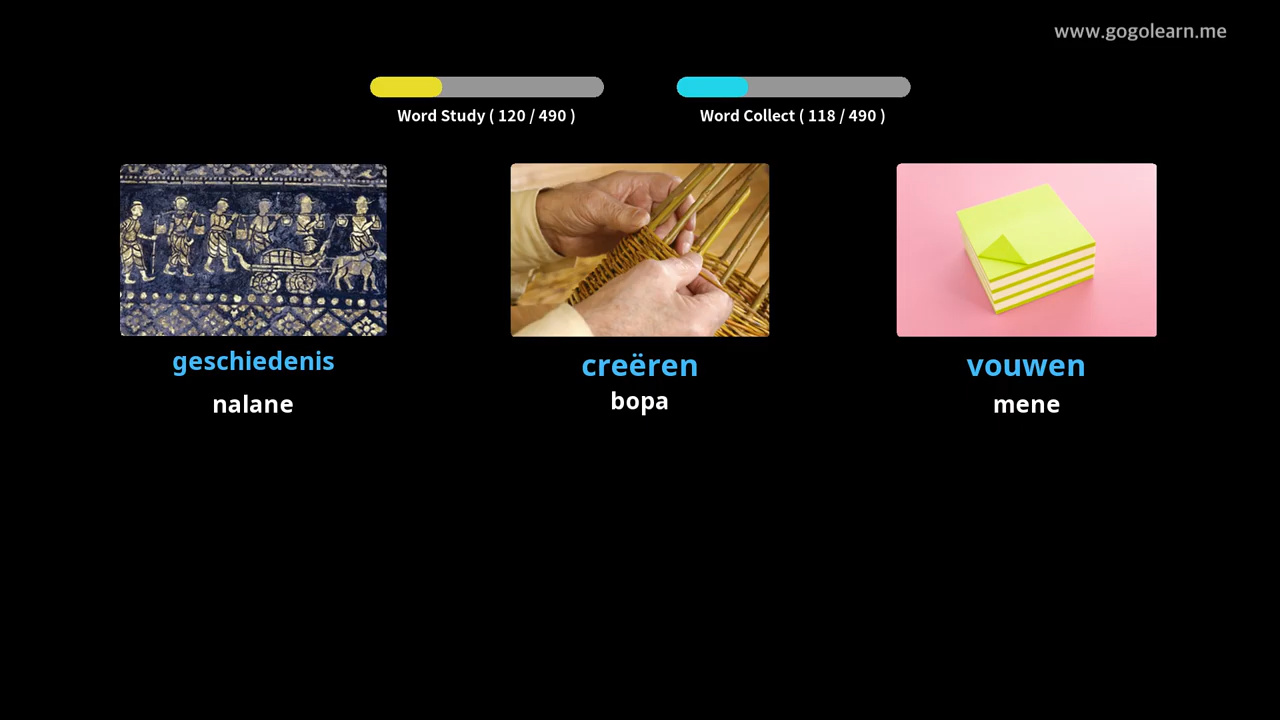 www.gogolearn.me
Word Study ( 120 / 490 )
Word Collect ( 118 / 490 )
geschiedenis
nalane
creëren
bopa
vouwen
mene